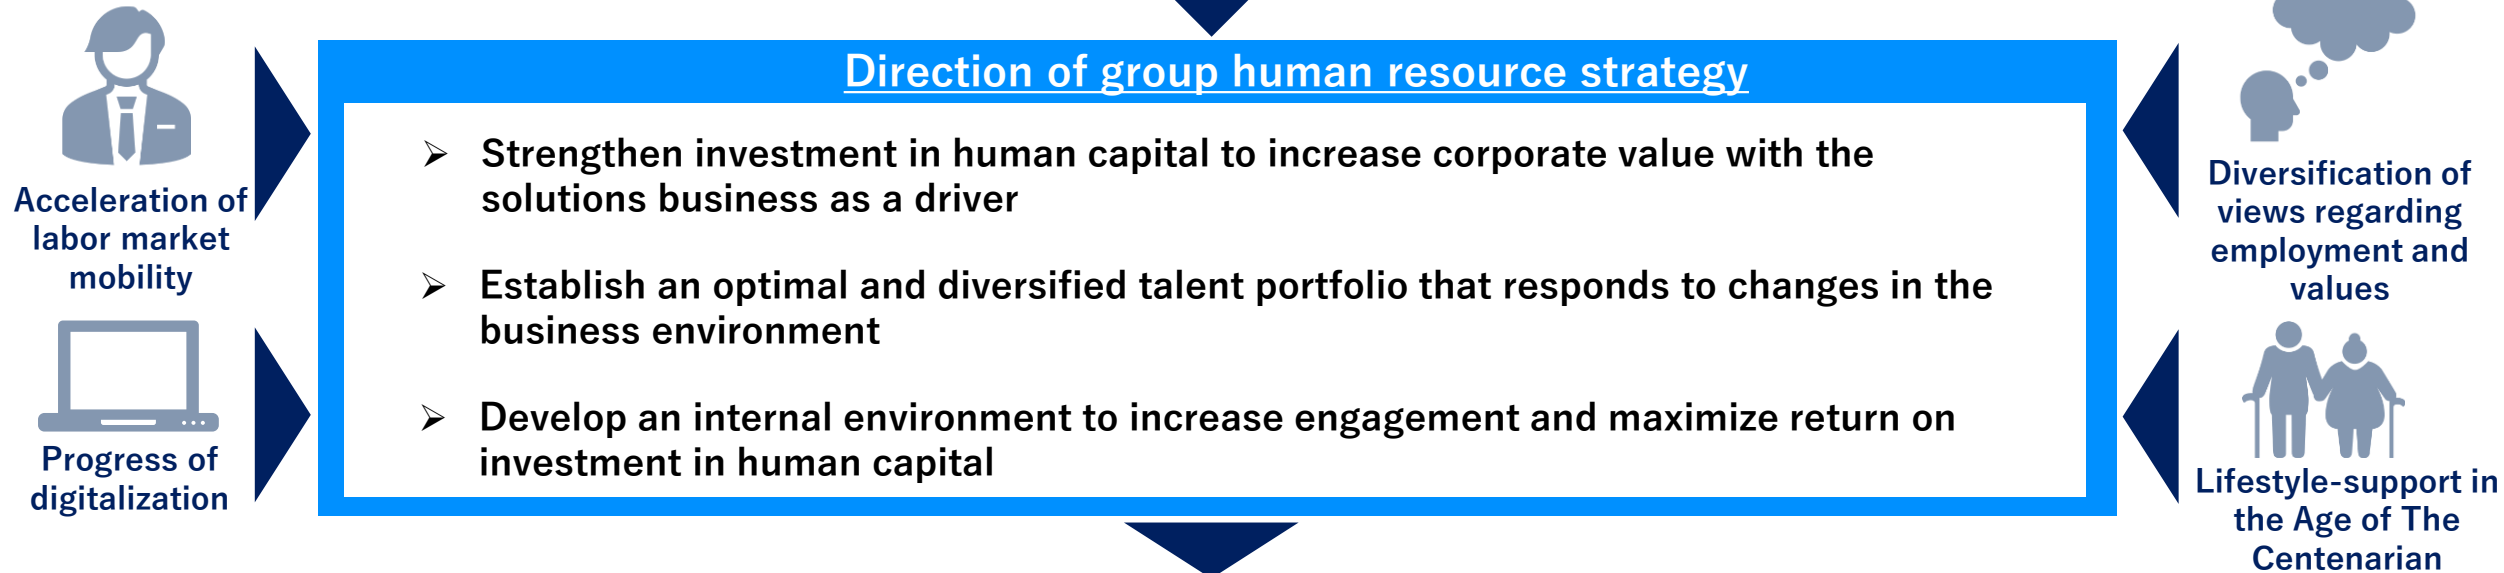 Direction of group human resource strategy
Acceleration of
labor market
mobility
Progress of
digitalization
➢ Strengthen investment in human capital to increase corporate value with the
solutions business as a driver
➢ Establish an optimal and diversified talent portfolio that responds to changes in the
business environment
➢ Develop an internal environment to increase engagement and maximize return on
investment in human capital
Diversification of
views regarding
employment and
values
Lifestyle-support in
the Age of The
Centenarian